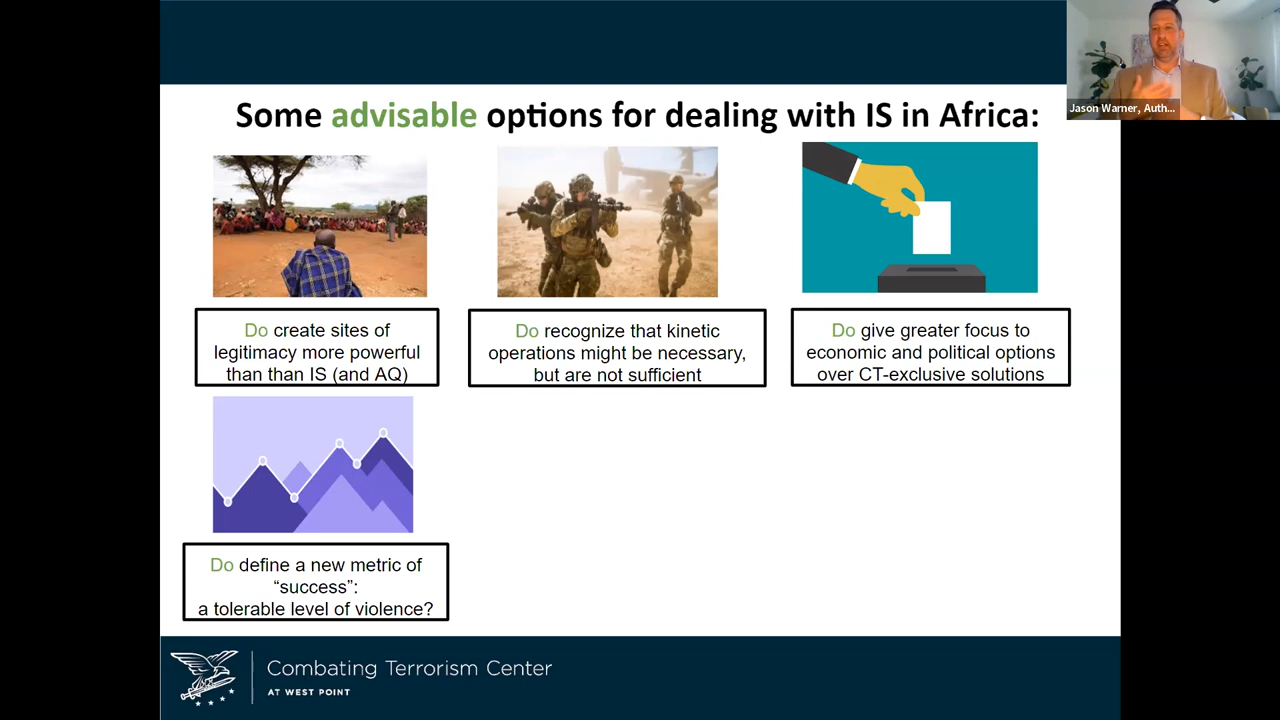 Some advisable options for dealing with IS in Africa:
Jason Warner, Auth...
Do create sites of
legitimacy more powerful
than than IS (and AQ)
Do recognize that kinetic
operations might be necessary,
but are not sufficient
Do give greater focus to
economic and political options
over CT-exclusive solutions
Do define a new metric of
“success”:
a tolerable level of violence?
Combating Terrorism Center
AT WEST POINT